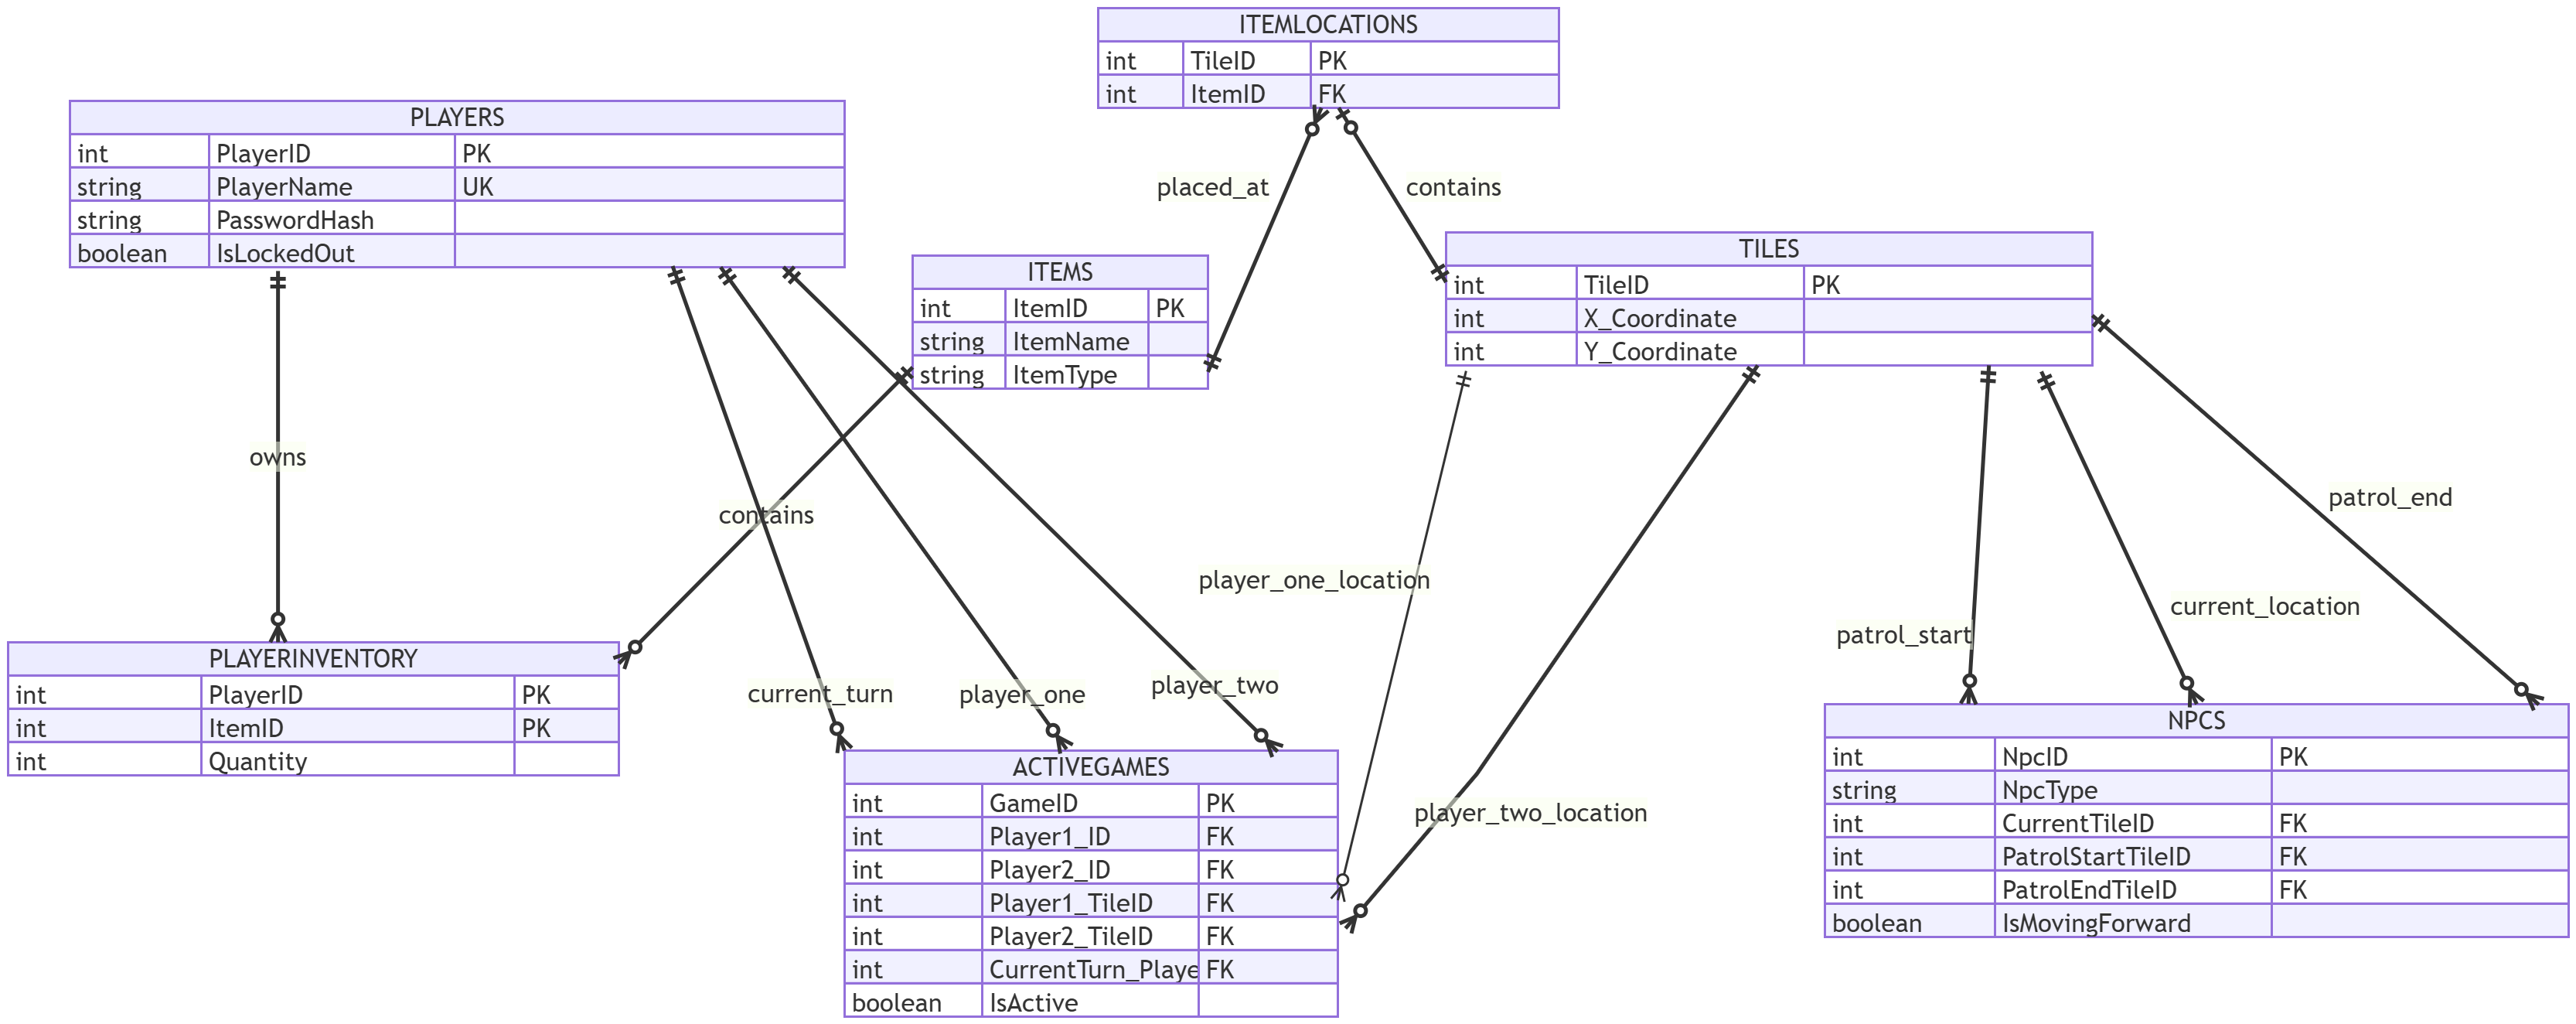 ITEMLOCATIONS
int TileID PK
int ItemID FK
PLAYERS
int PlayerID PK
string PlayerName UK
string PasswordHash
boolean IsLockedOut
placed_at
contains
ITEMS
int ItemID PK
string ItemName
string ItemType
TILES
int TileID PK
int X_Coordinate
int Y_Coordinate
owns
contains
player_one_location
patrol_end
current_location
patrol_start
current_turn
player_one
player_two
player_two_location
PLAYERINVENTORY
int PlayerID PK
int ItemID PK
int Quantity
ACTIVEGAMES
int GameID PK
int Player1_ID FK
int Player2_ID FK
int Player1_TileID FK
int Player2_TileID FK
int CurrentTurn_Playe FK
boolean IsActive
NPCS
int NpcID PK
string NpcType
int CurrentTileID FK
int PatrolStartTileID FK
int PatrolEndTileID FK
boolean IsMovingForward